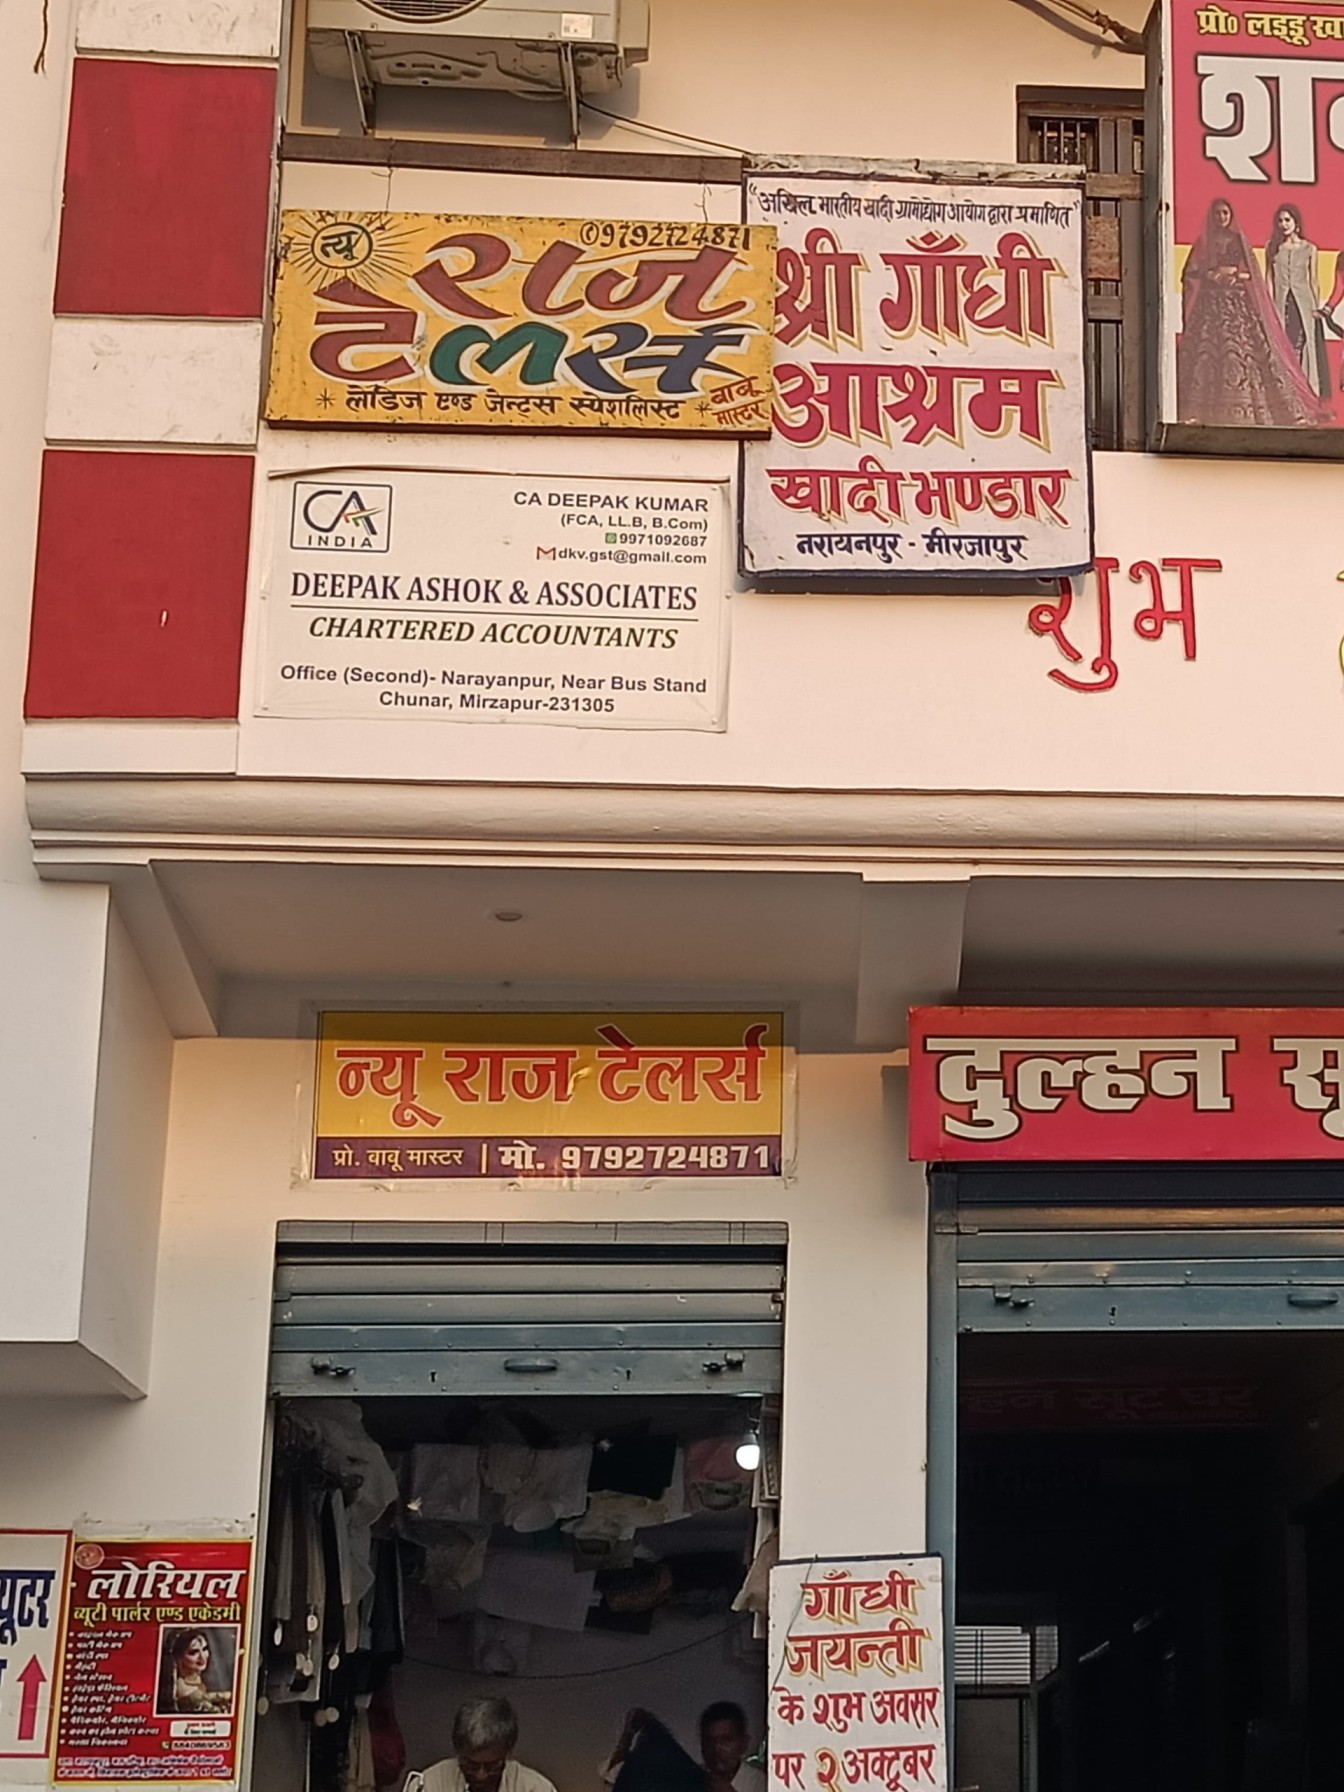 प्रो० लड्डू
न्यू
✆9792724871
राज
टेलर्स
* लेडिज एण्ड जेन्टस स्पेशलिस्ट *
बाबू
मास्टर
"अखिल भारतीय खादी ग्रामोद्योग आयोग द्वारा प्रमाणित"
श्री गाँधी
आश्रम
खादी भण्डार
नरायनपुर - मीरजापुर
CA
INDIA
CA DEEPAK KUMAR
(FCA, LL.B, B.Com)
9971092687
dkv.gst@gmail.com
DEEPAK ASHOK & ASSOCIATES
CHARTERED ACCOUNTANTS
Office (Second)- Narayanpur, Near Bus Stand
Chunar, Mirzapur-231305
शुभ
न्यू राज टेलर्स
प्रो. बाबू मास्टर | मो. 9792724871
दुल्हन
लोरियल
ब्यूटी पार्लर एण्ड एकेडमी
गाँधी
जयन्ती
के शुभ अवसर
पर २ अक्टूबर